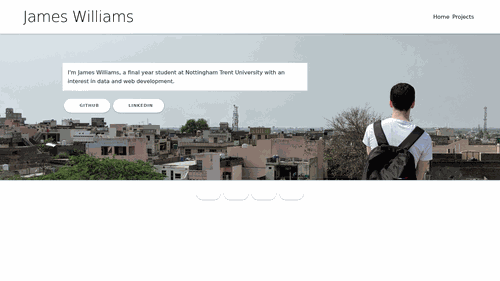 James Williams
Home Projects
I'm James Williams, a final year student at Nottingham Trent University with an
interest in data and web development.
GITHUB LINKEDIN